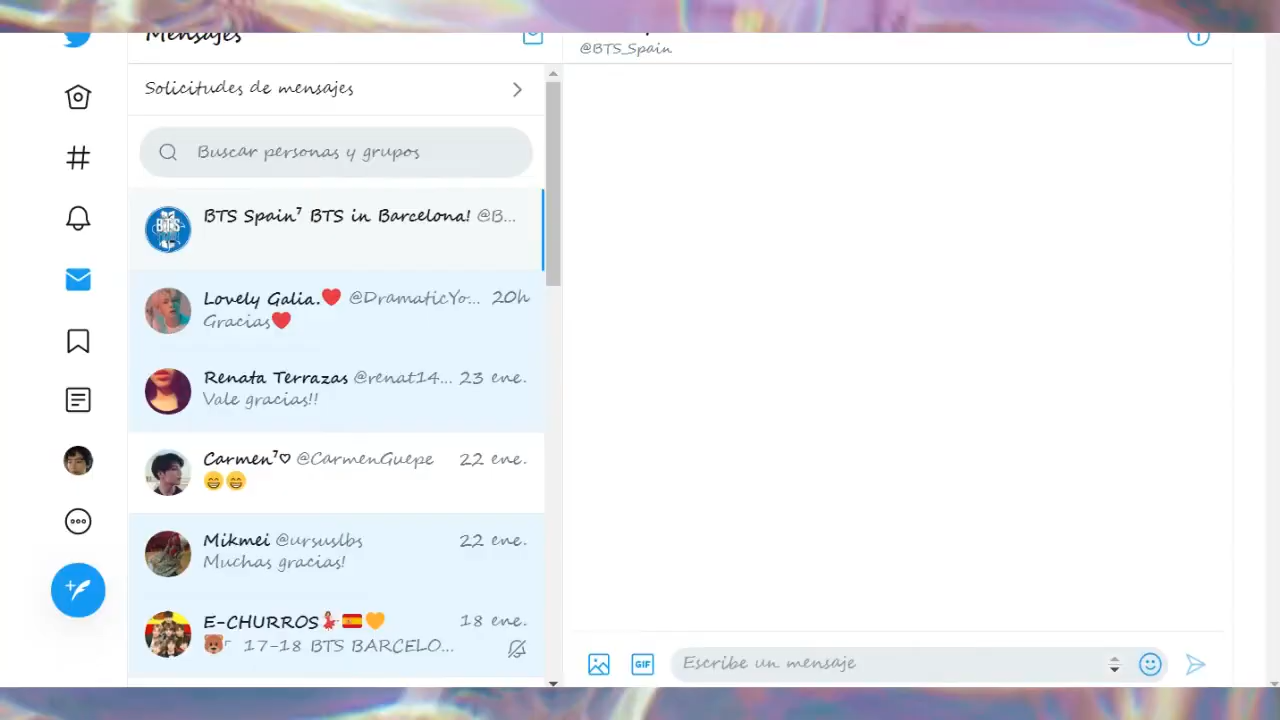 Mensajes
@BTS_Spain
Solicitudes de mensajes
Buscar personas y grupos
BTS Spain⁷ BTS in Barcelona! @B...
BTS
Lovely Galia.❤️ @DramaticYo... 20h
Gracias❤️
Renata Terrazas @renat14... 23 ene.
Vale gracias!!
Carmen⁷♡ @CarmenGuepe 22 ene.
😁😁
Mikmei @ursuslbs 22 ene.
Muchas gracias!
E-CHURROS💃🇪🇸🧡 18 ene.
🐻 17-18 BTS BARCELO...
GIF
Escribe un mensaje